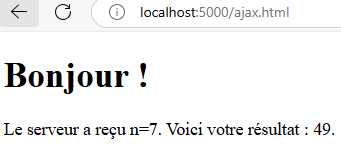 localhost:5000/ajax.html
Bonjour !
Le serveur a reçu n=7. Voici votre résultat : 49.